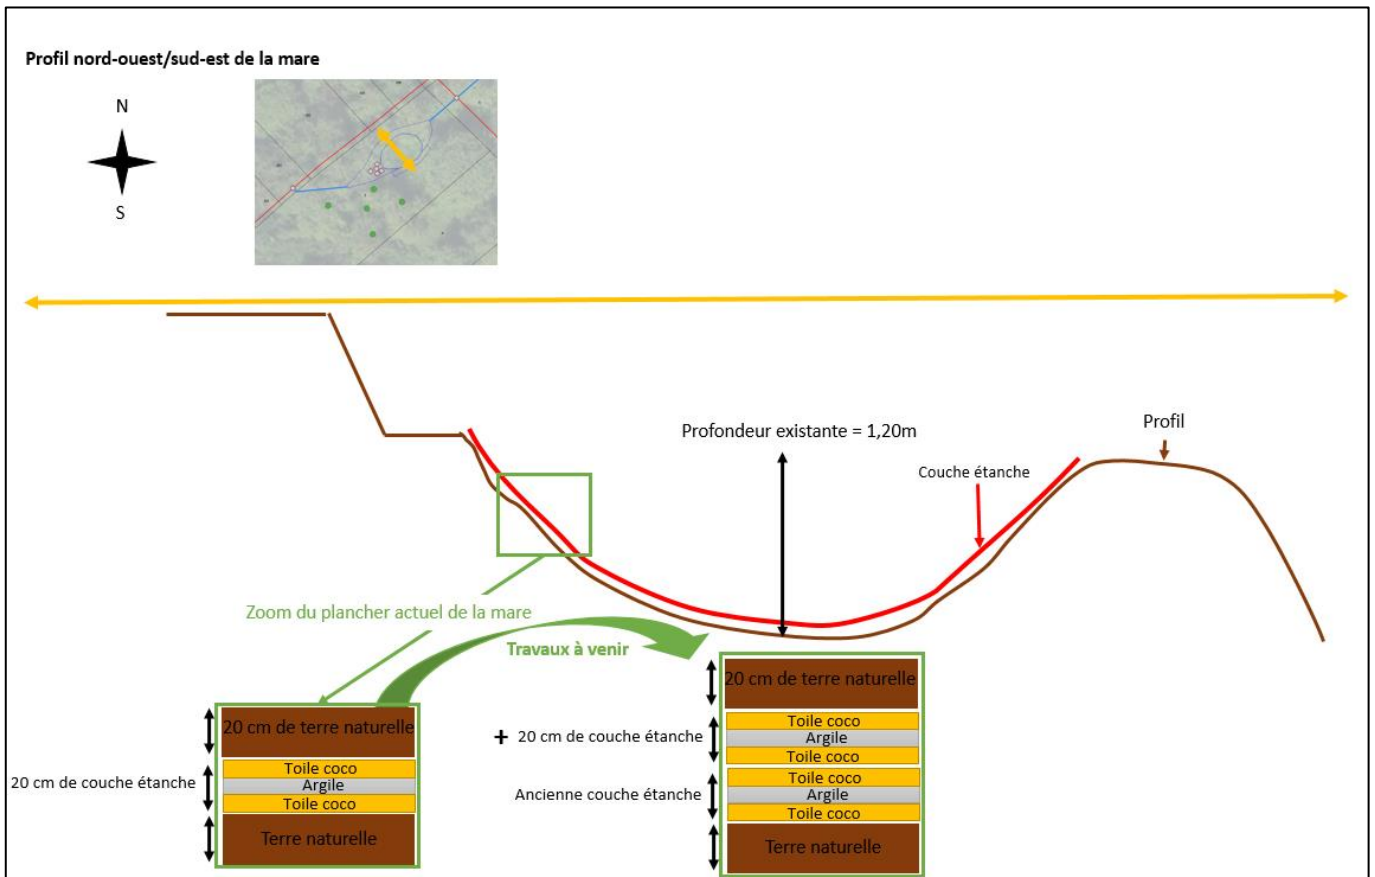 Profil nord-ouest/sud-est de la mare
N
S
Profondeur existante = 1,20m
Profil
Couche étanche
Zoom du plancher actuel de la mare
Travaux à venir
20 cm de terre naturelle
20 cm de couche étanche
Toile coco
Argile
Toile coco
Terre naturelle
20 cm de terre naturelle
+ 20 cm de couche étanche
Toile coco
Argile
Toile coco
Ancienne couche étanche
Toile coco
Argile
Toile coco
Terre naturelle